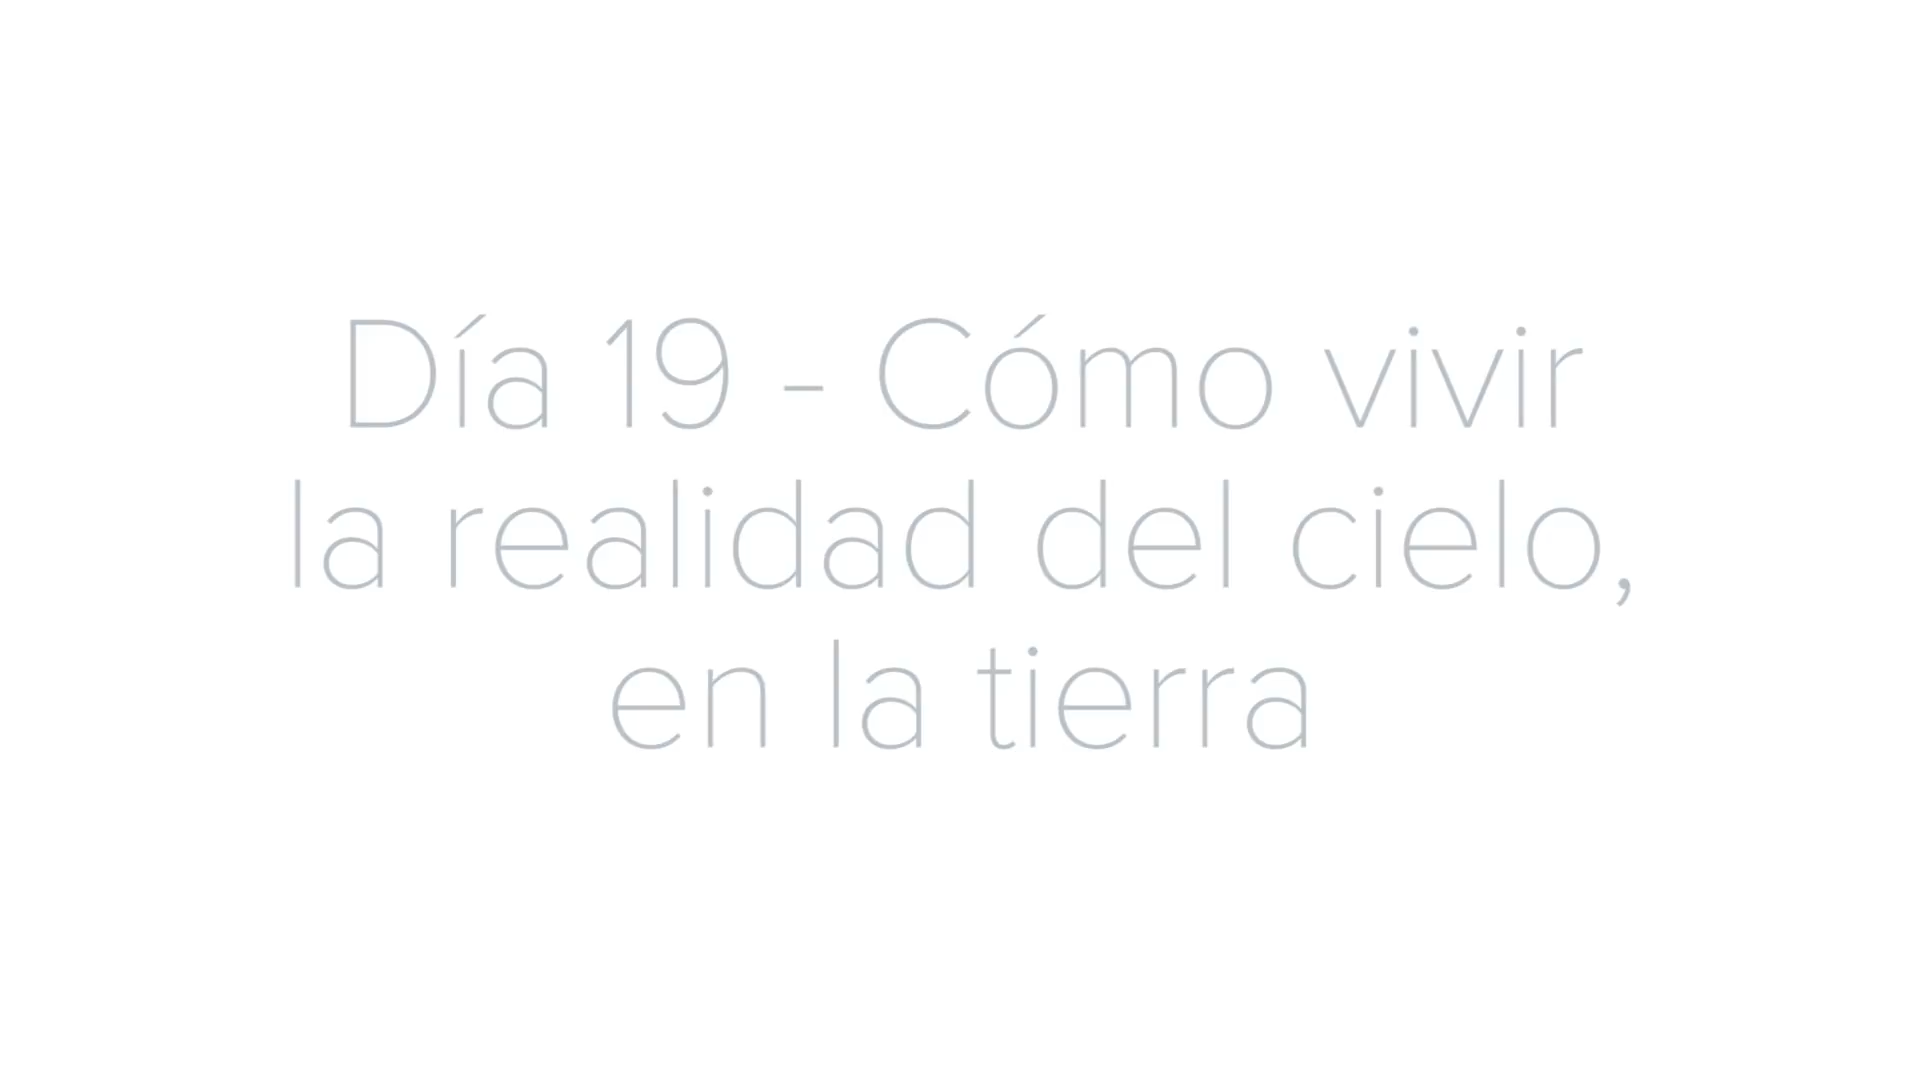 Día 19 - Cómo vivir
la realidad del cielo,
en la tierra